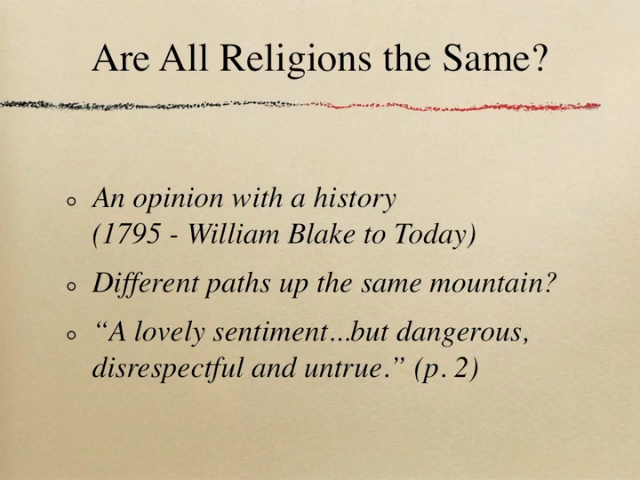 Are All Religions the Same?
An opinion with a history
(1795 - William Blake to Today)
Different paths up the same mountain?
“A lovely sentiment...but dangerous,
disrespectful and untrue.” (p. 2)